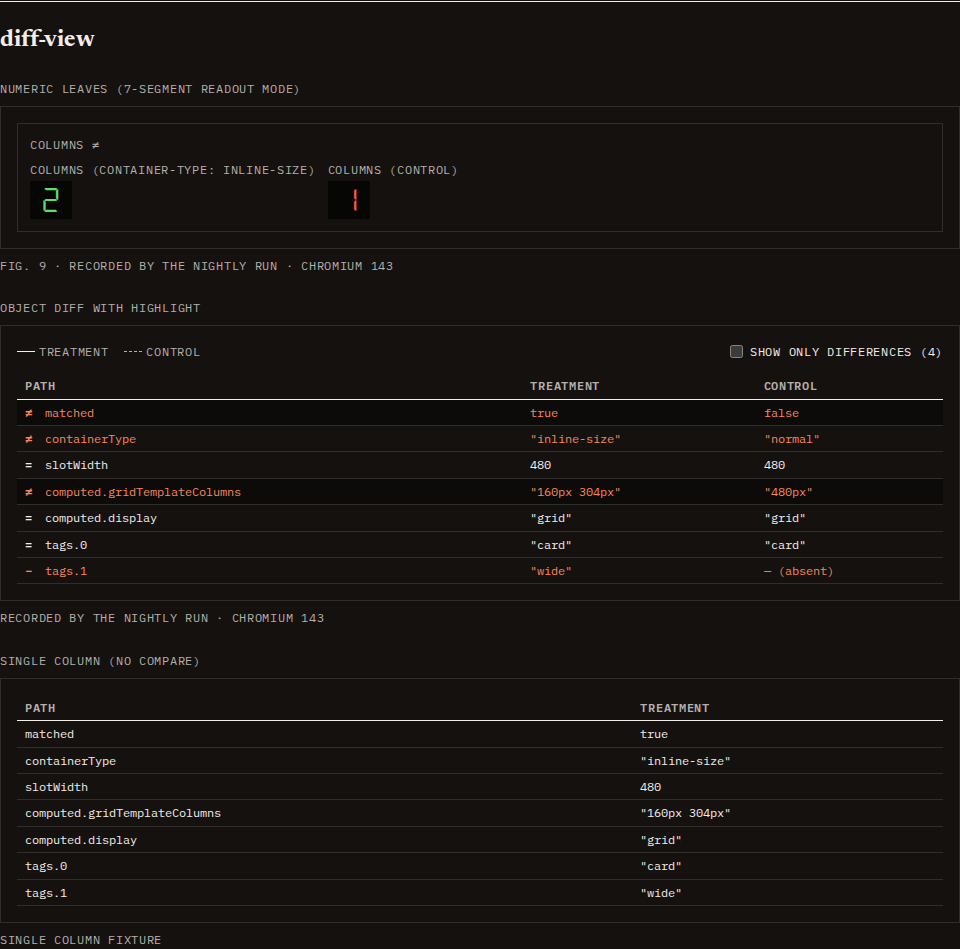 diff-view
NUMERIC LEAVES (7-SEGMENT READOUT MODE)
COLUMNS ≠
COLUMNS (CONTAINER-TYPE: INLINE-SIZE) COLUMNS (CONTROL)
2 1
FIG. 9 · RECORDED BY THE NIGHTLY RUN · CHROMIUM 143
OBJECT DIFF WITH HIGHLIGHT
TREATMENT CONTROL SHOW ONLY DIFFERENCES (4)
PATH TREATMENT CONTROL
≠ matched true false
≠ containerType "inline-size" "normal"
= slotWidth 480 480
≠ computed.gridTemplateColumns "160px 304px" "480px"
= computed.display "grid" "grid"
= tags.0 "card" "card"
− tags.1 "wide" — (absent)
RECORDED BY THE NIGHTLY RUN · CHROMIUM 143
SINGLE COLUMN (NO COMPARE)
PATH TREATMENT
matched true
containerType "inline-size"
slotWidth 480
computed.gridTemplateColumns "160px 304px"
computed.display "grid"
tags.0 "card"
tags.1 "wide"
SINGLE COLUMN FIXTURE